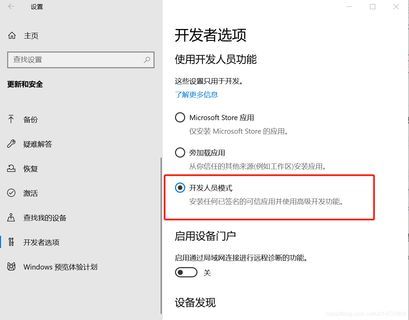 设置
主页
查找设置
更新和安全
备份
疑难解答
恢复
激活
查找我的设备
开发者选项
Windows 预览体验计划
开发者选项
使用开发人员功能
这些设置只用于开发。
了解更多信息
Microsoft Store 应用
仅安装 Microsoft Store 的应用。
旁加载应用
从你信任的其他来源(例如工作区)安装应用。
开发人员模式
安装任何已签名的可信应用并使用高级开发功能。
启用设备门户
启用通过局域网连接进行远程诊断的功能。
关
设备发现